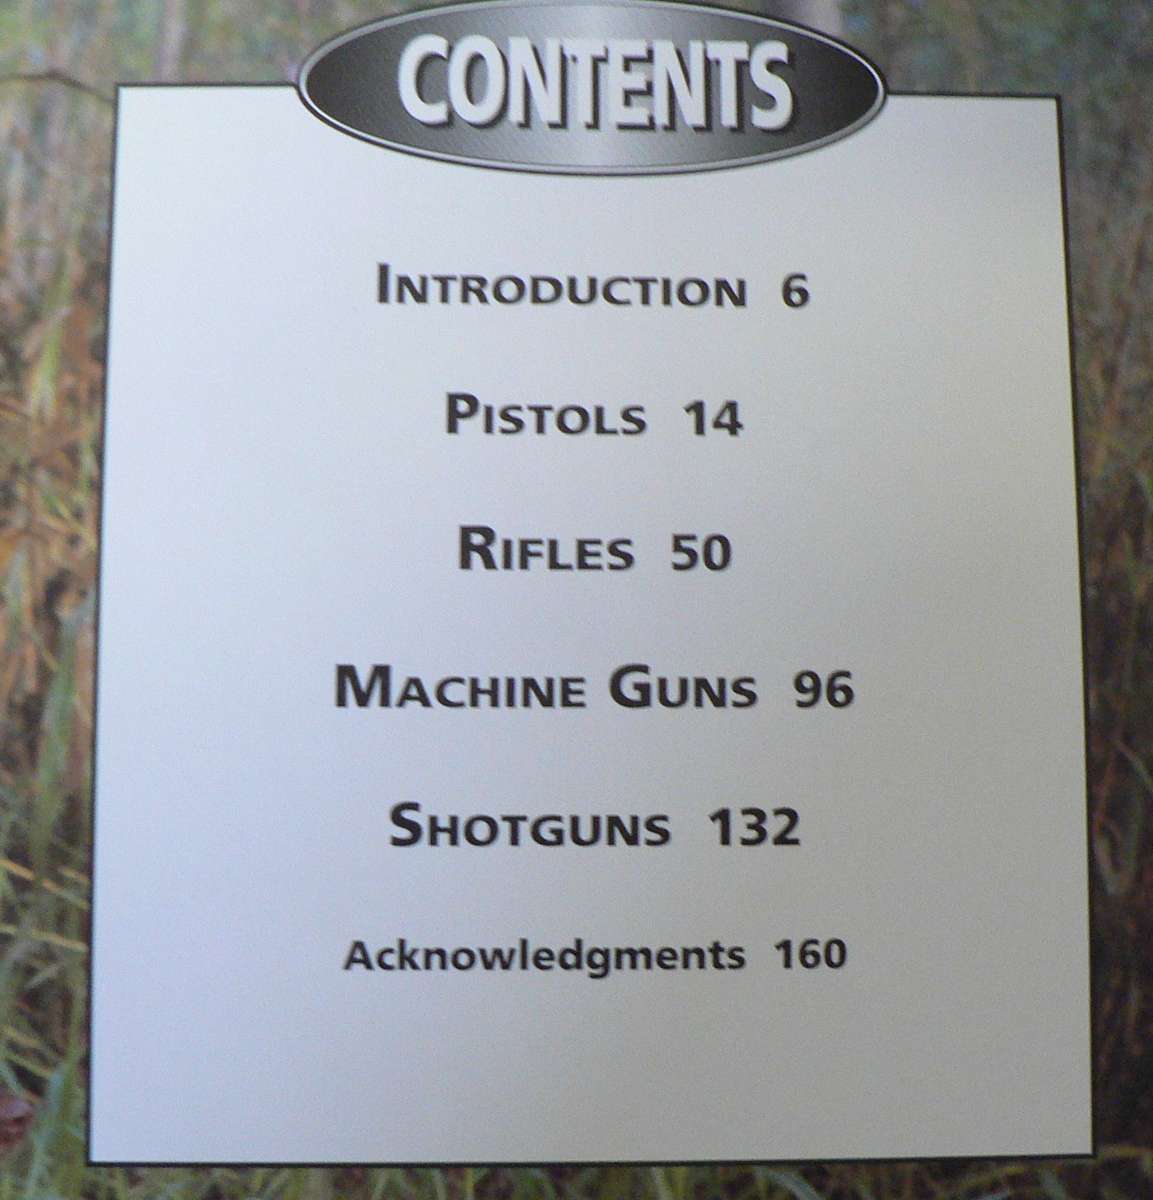 CONTENTS
INTRODUCTION 6
PISTOLS 14
RIFLES 50
MACHINE GUNS 96
SHOTGUNS 132
Acknowledgments 160